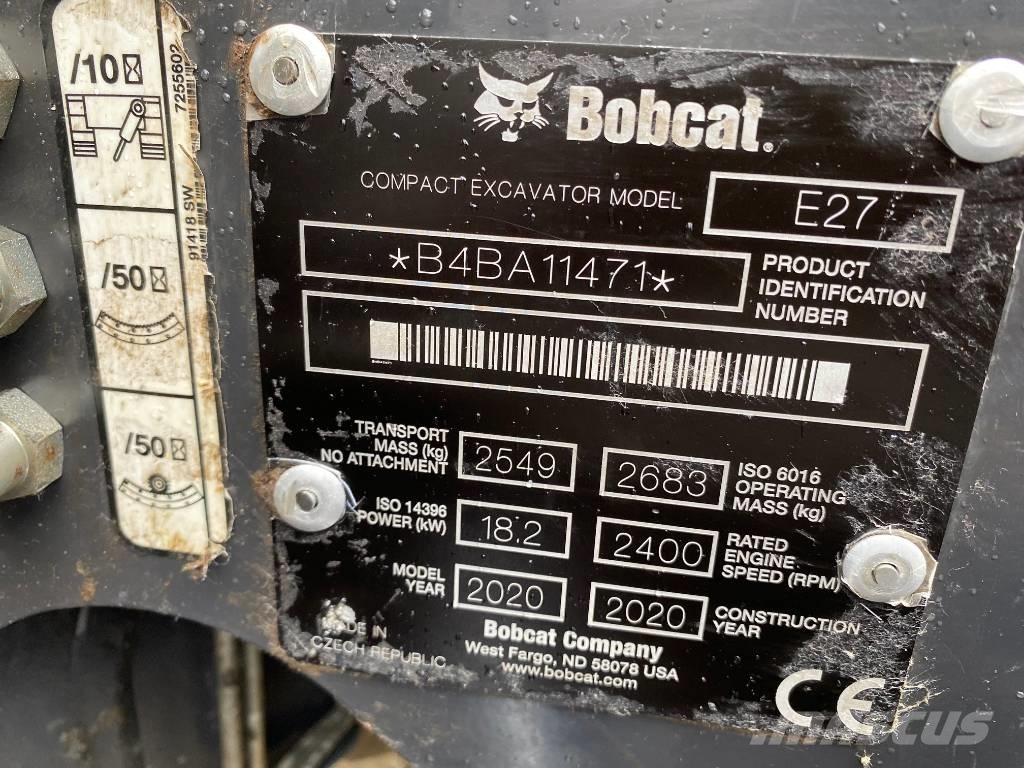 /10
7255602
91418 SW
/50
/50
Bobcat.
COMPACT EXCAVATOR MODEL
E27
*B4BA11471*
PRODUCT
IDENTIFICATION
NUMBER
TRANSPORT
MASS (kg)
NO ATTACHMENT
2549
2683
ISO 6016
OPERATING
MASS (kg)
ISO 14396
POWER (kW)
18.2
2400
RATED
ENGINE
SPEED (RPM)
MODEL
YEAR
2020
2020
CONSTRUCTION
YEAR
MADE IN
CZECH REPUBLIC
Bobcat Company
West Fargo, ND 58078 USA
www.bobcat.com
CE
mascus